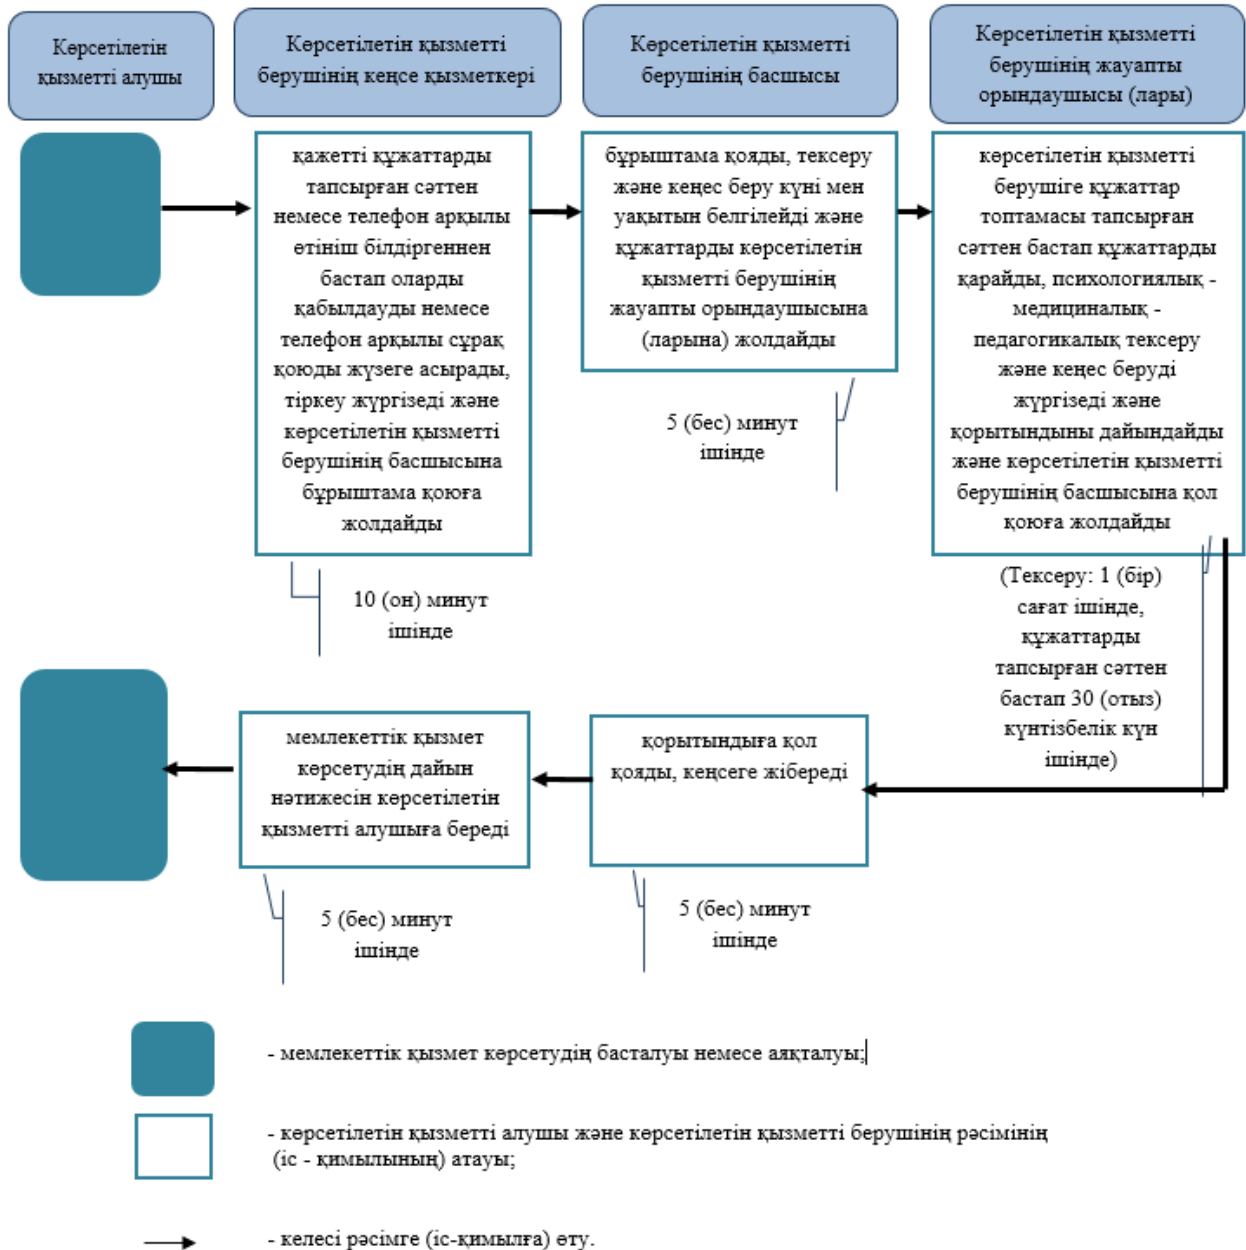 Көрсетілетін
қызметті алушы
Көрсетілетін қызметті
берушінің кеңсе қызметкері
Көрсетілетін қызметті
берушінің басшысы
Көрсетілетін қызметті
берушінің жауапты
орындаушысы (лары)
қажетті құжаттарды
тапсырған сәттен
немесе телефон арқылы
өтініш білдіргеннен
бастап оларды
қабылдауды немесе
телефон арқылы сұрақ
қоюды жүзеге асырады,
тіркеу жүргізеді және
көрсетілетін қызметті
берушінің басшысына
бұрыштама қоюға
жолдайды
бұрыштама қояды, тексеру
және кеңес беру күні мен
уақытын белгілейді және
құжаттарды көрсетілетін
қызметті берушінің
жауапты орындаушысына
(ларына) жолдайды
көрсетілетін қызметті
берушіге құжаттар
топтамасы тапсырған
сәттен бастап құжаттарды
қарайды, психологиялық -
медициналық -
педагогикалық тексеру
және кеңес беруді
жүргізеді және
қорытындыны дайындайды
және көрсетілетін қызметті
берушінің басшысына қол
қоюға жолдайды
10 (он) минут
ішінде
5 (бес) минут
ішінде
(Тексеру: 1 (бір)
сағат ішінде,
құжаттарды
тапсырған сәттен
бастап 30 (отыз)
күнтізбелік күн
ішінде)
мемлекеттік қызмет
көрсетудің дайын
нәтижесін көрсетілетін
қызметті алушыға береді
қорытындыға қол
қояды, кеңсеге жібереді
5 (бес) минут
ішінде
5 (бес) минут
ішінде
- мемлекеттік қызмет көрсетудің басталуы немесе аяқталуы;
- көрсетілетін қызметті алушы және көрсетілетін қызметті берушінің рәсімінің
(іс - қимылының) атауы;
- келесі рәсімге (іс-қимылға) өту.